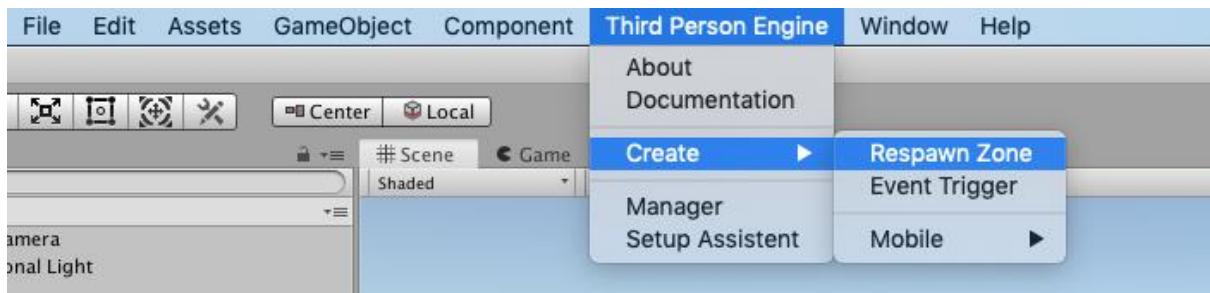 File Edit Assets GameObject Component Third Person Engine Window Help
About
Documentation
Center Local
Scene Game
Create Respawn Zone
Shaded
Event Trigger
Manager
Setup Assistent Mobile
amera
onal Light